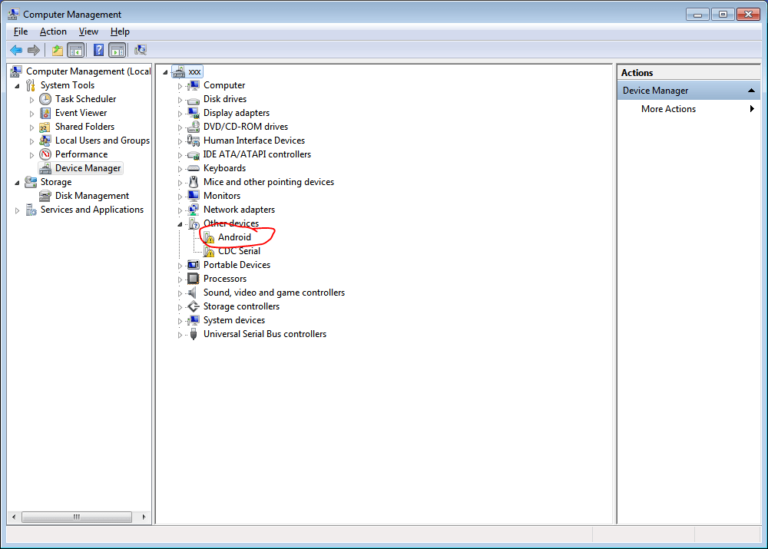 Computer Management
File Action View Help
Computer Management (Local
System Tools
Task Scheduler
Event Viewer
Shared Folders
Local Users and Groups
Performance
Device Manager
Storage
Disk Management
Services and Applications
xxx
Computer
Disk drives
Display adapters
DVD/CD-ROM drives
Human Interface Devices
IDE ATA/ATAPI controllers
Keyboards
Mice and other pointing devices
Monitors
Network adapters
Other devices
Android
CDC Serial
Portable Devices
Processors
Sound, video and game controllers
Storage controllers
System devices
Universal Serial Bus controllers
Actions
Device Manager
More Actions